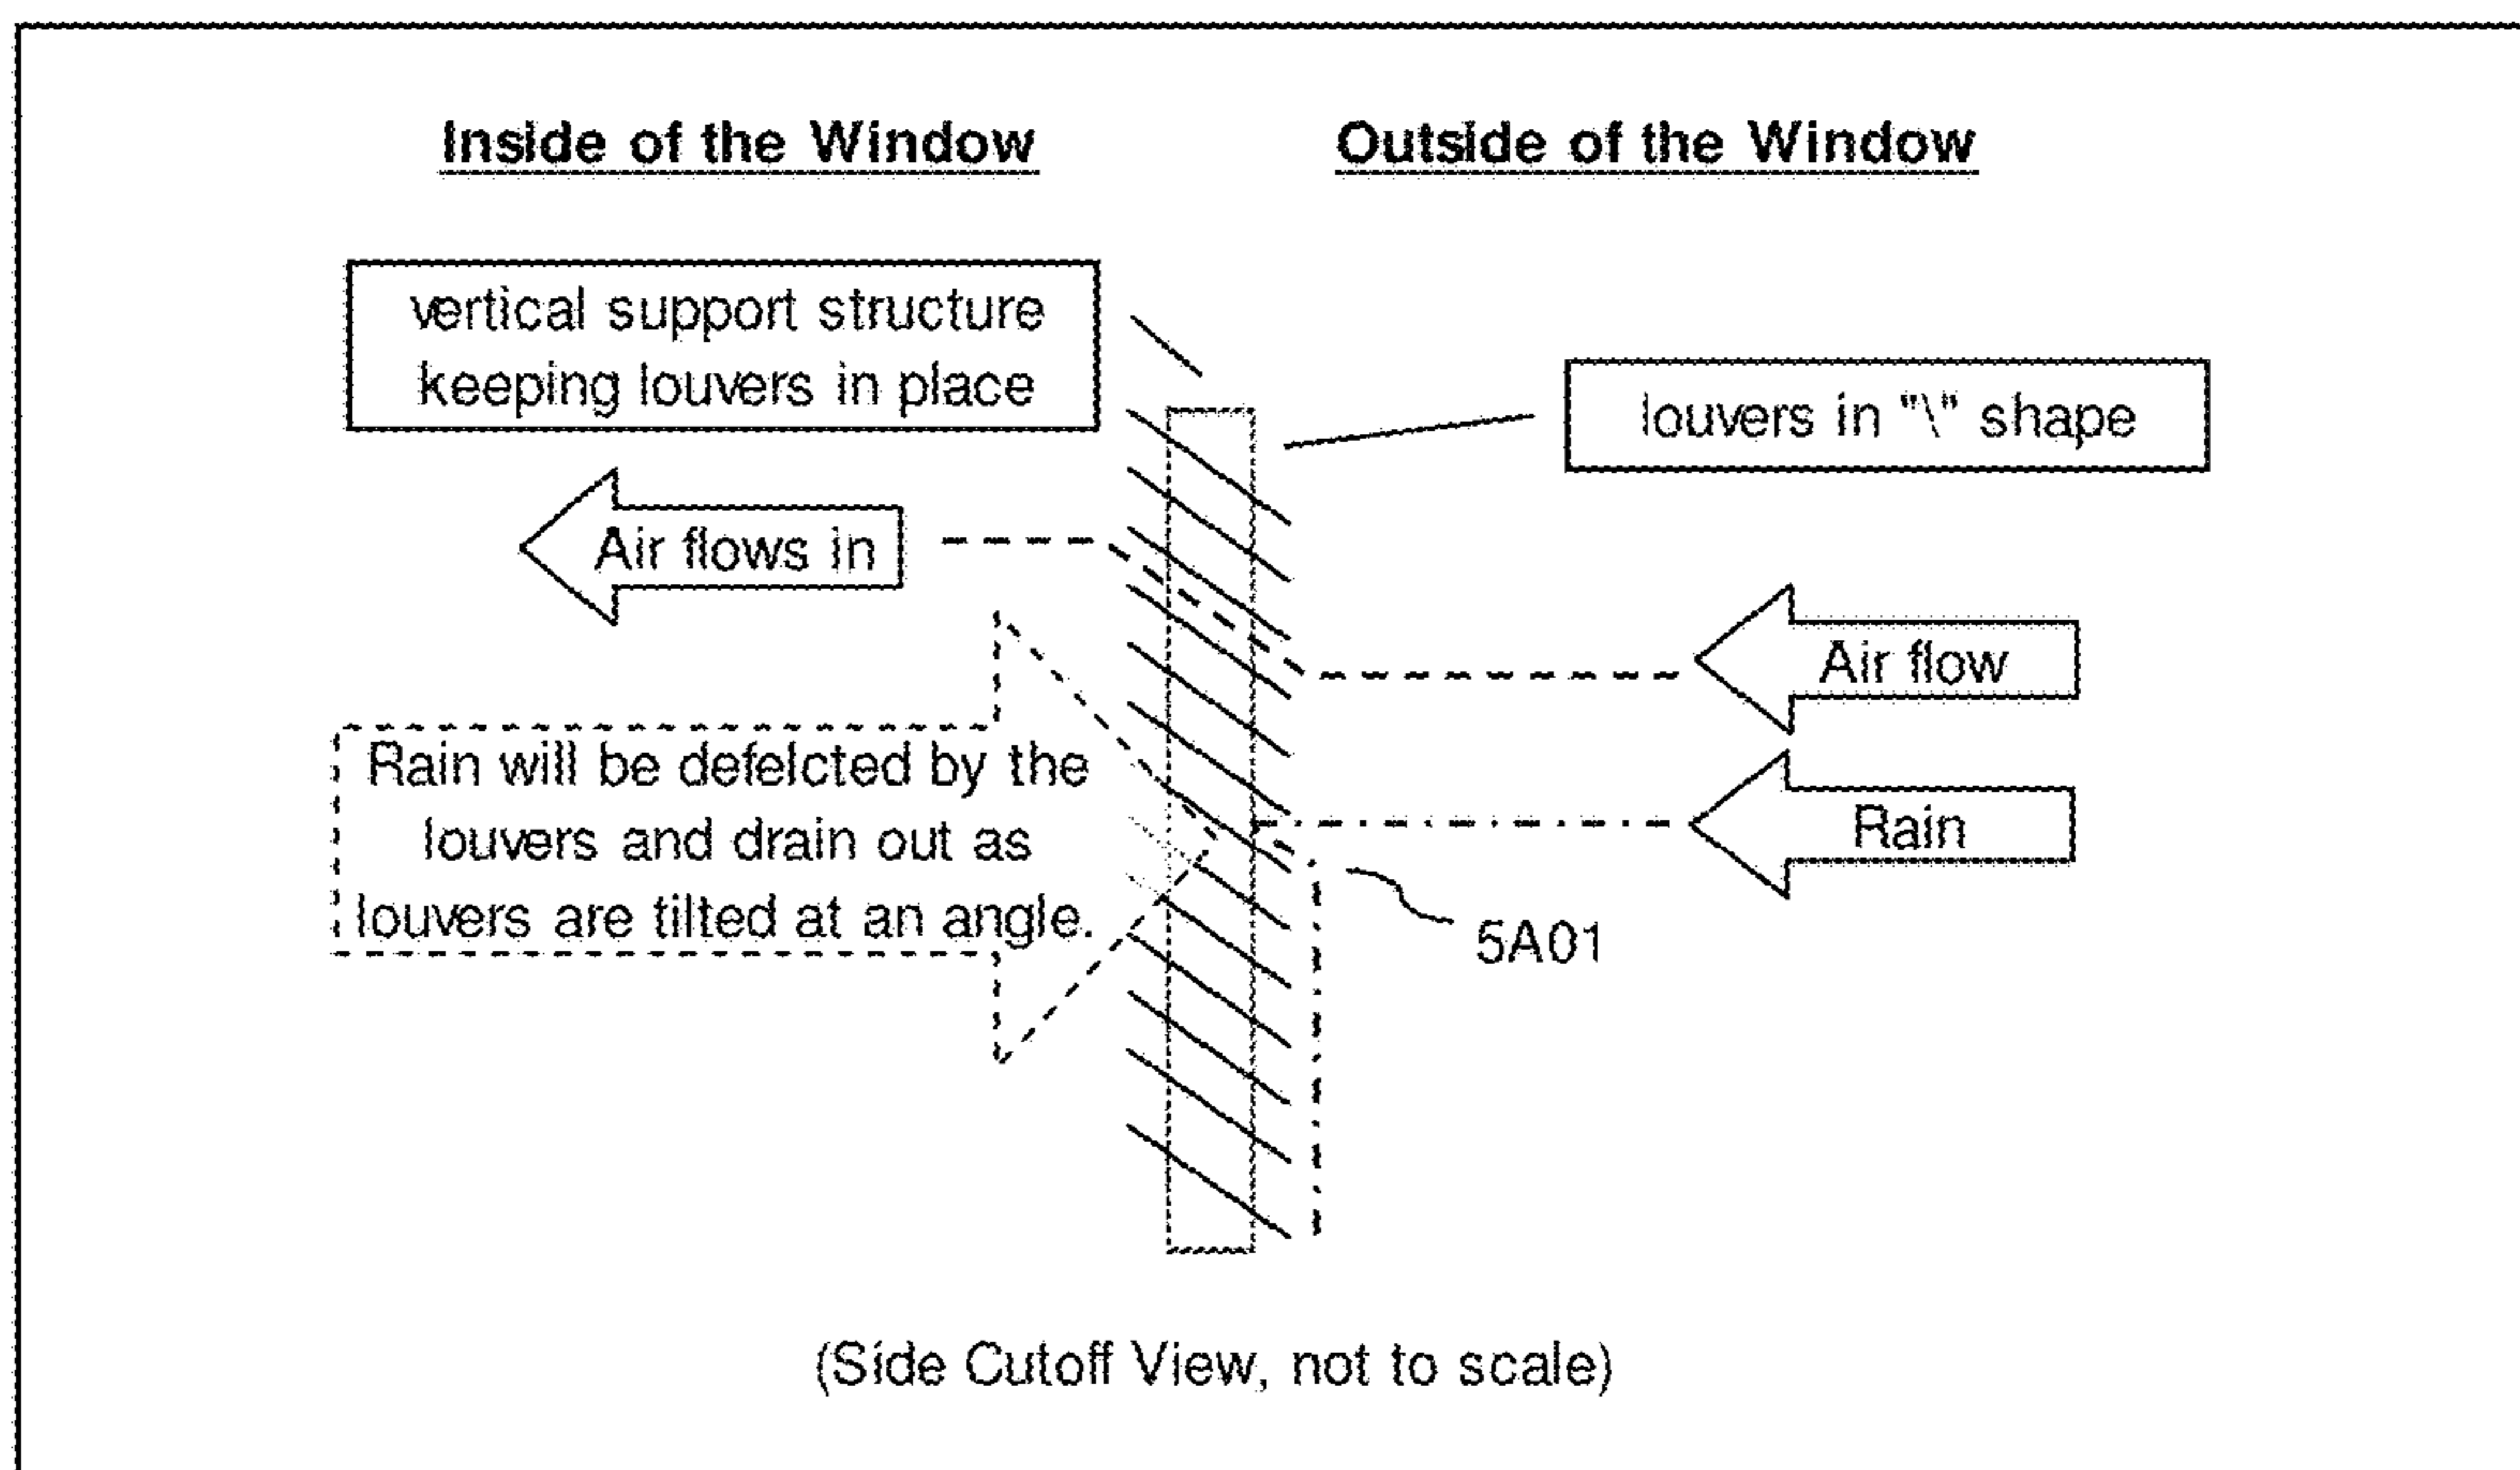 Inside of the Window
Outside of the Window
vertical support structure
keeping louvers in place
louvers in "\" shape
Air flows in
Air flow
Rain will be defelcted by the
louvers and drain out as
louvers are tilted at an angle.
Rain
5A01
(Side Cutoff View, not to scale)